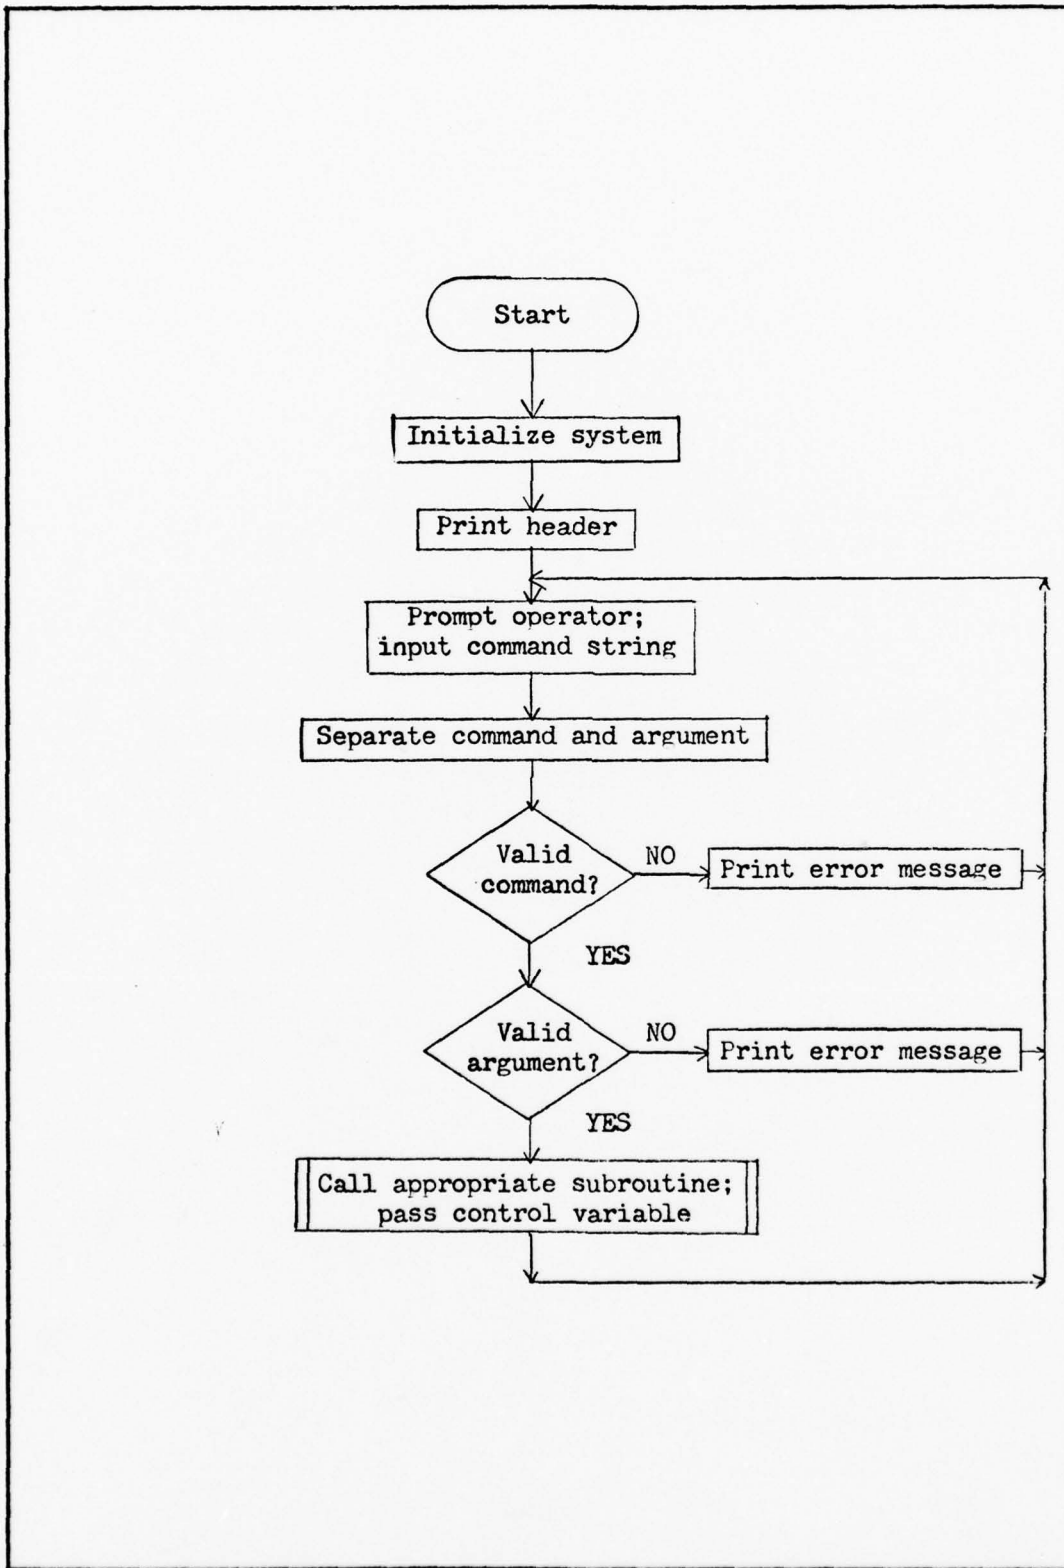 Start
Initialize system
Print header
Prompt operator;
input command string
Separate command and argument
Valid
command?
NO
Print error message
YES
Valid
argument?
NO
Print error message
YES
Call appropriate subroutine;
pass control variable